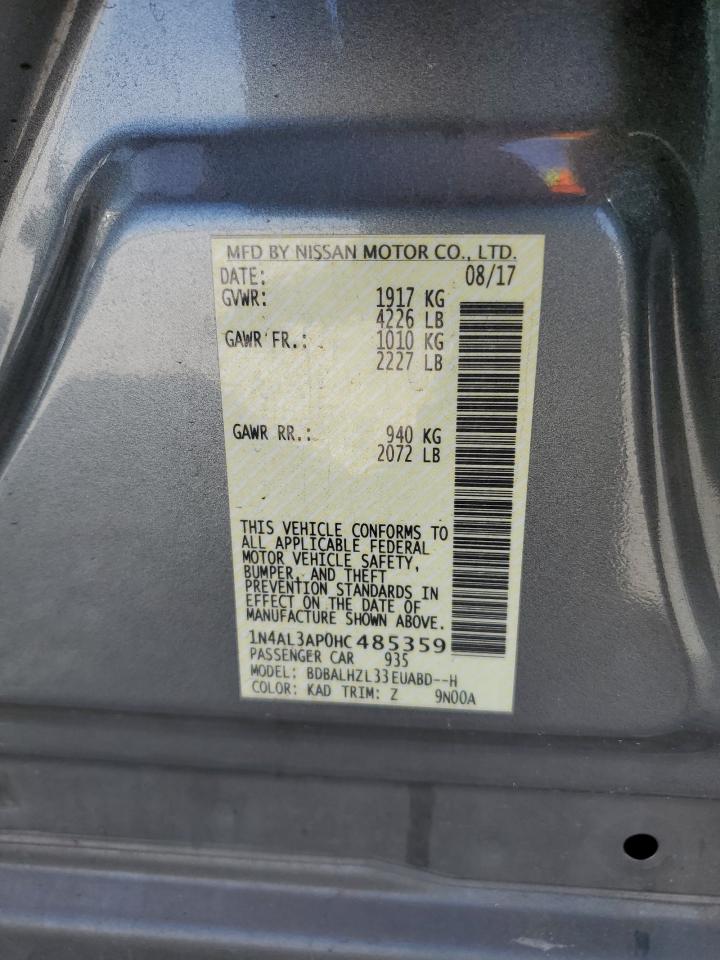 MFD BY NISSAN MOTOR CO., LTD.
DATE: 08/17
GVWR: 1917 KG
4226 LB
GAWR FR.: 1010 KG
2227 LB
GAWR RR.: 940 KG
2072 LB
THIS VEHICLE CONFORMS TO
ALL APPLICABLE FEDERAL
MOTOR VEHICLE SAFETY,
BUMPER, AND THEFT
PREVENTION STANDARDS IN
EFFECT ON THE DATE OF
MANUFACTURE SHOWN ABOVE.
1N4AL3AP0HC485359
PASSENGER CAR 935
MODEL: BDBALHZL33EUABD--H
COLOR: KAD TRIM: Z 9N00A